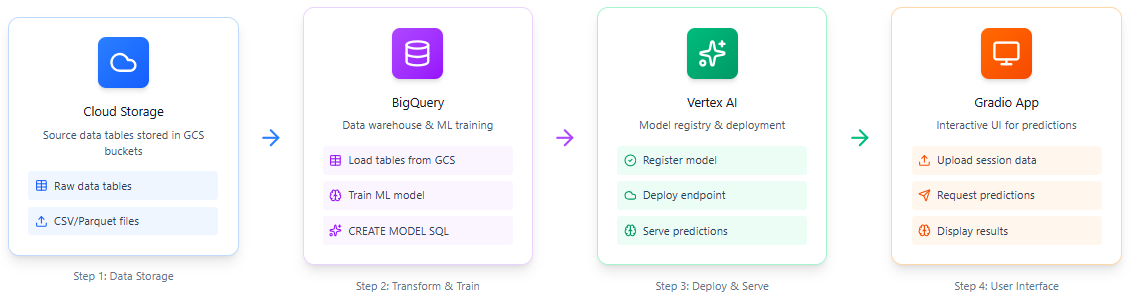 Cloud Storage
Source data tables stored in GCS
buckets
Raw data tables
CSV/Parquet files
Step 1: Data Storage
BigQuery
Data warehouse & ML training
Load tables from GCS
Train ML model
CREATE MODEL SQL
Step 2: Transform & Train
Vertex AI
Model registry & deployment
Register model
Deploy endpoint
Serve predictions
Step 3: Deploy & Serve
Gradio App
Interactive UI for predictions
Upload session data
Request predictions
Display results
Step 4: User Interface